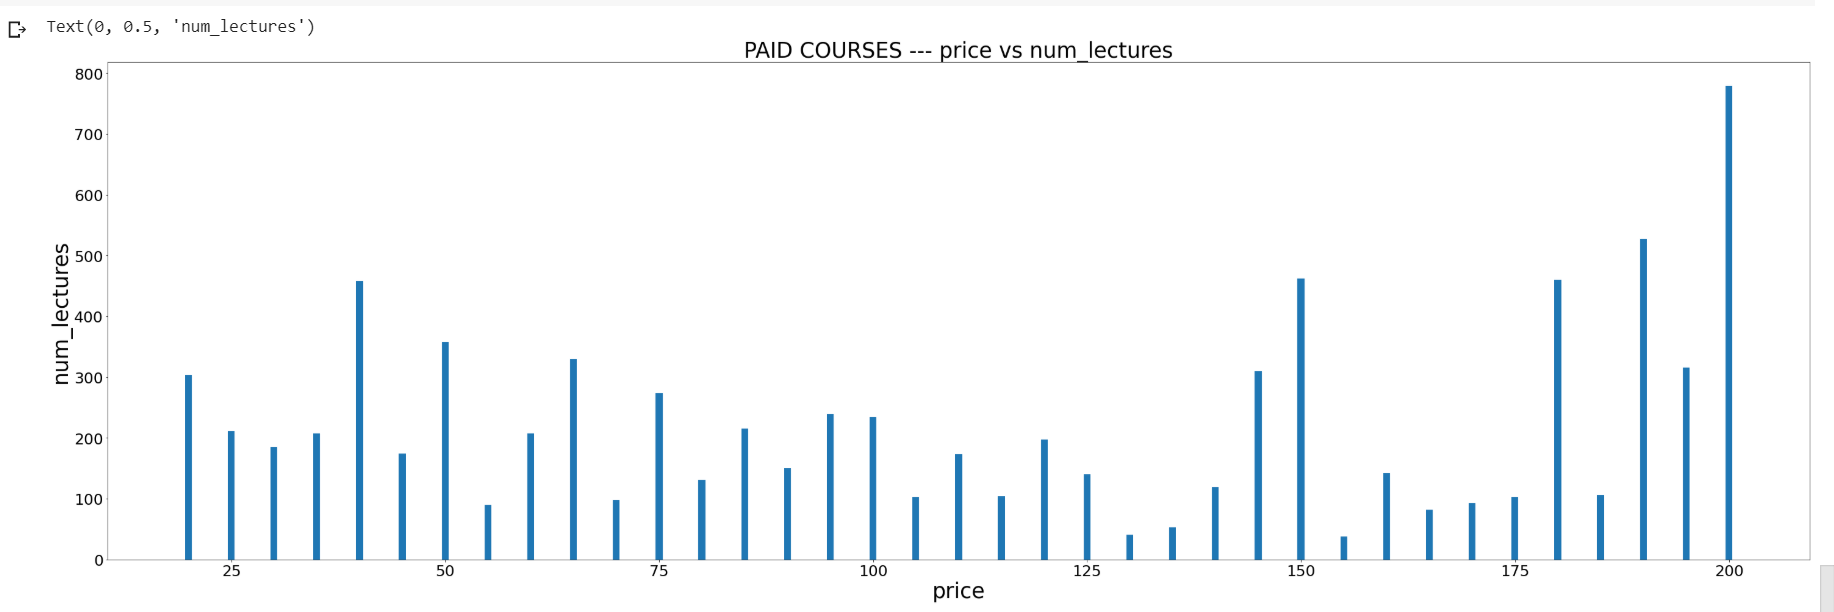 Text(0, 0.5, 'num_lectures')
PAID COURSES --- price vs num_lectures
800
700
600
500
400
300
200
100
0
num_lectures
25 50 75 100 125 150 175 200
price